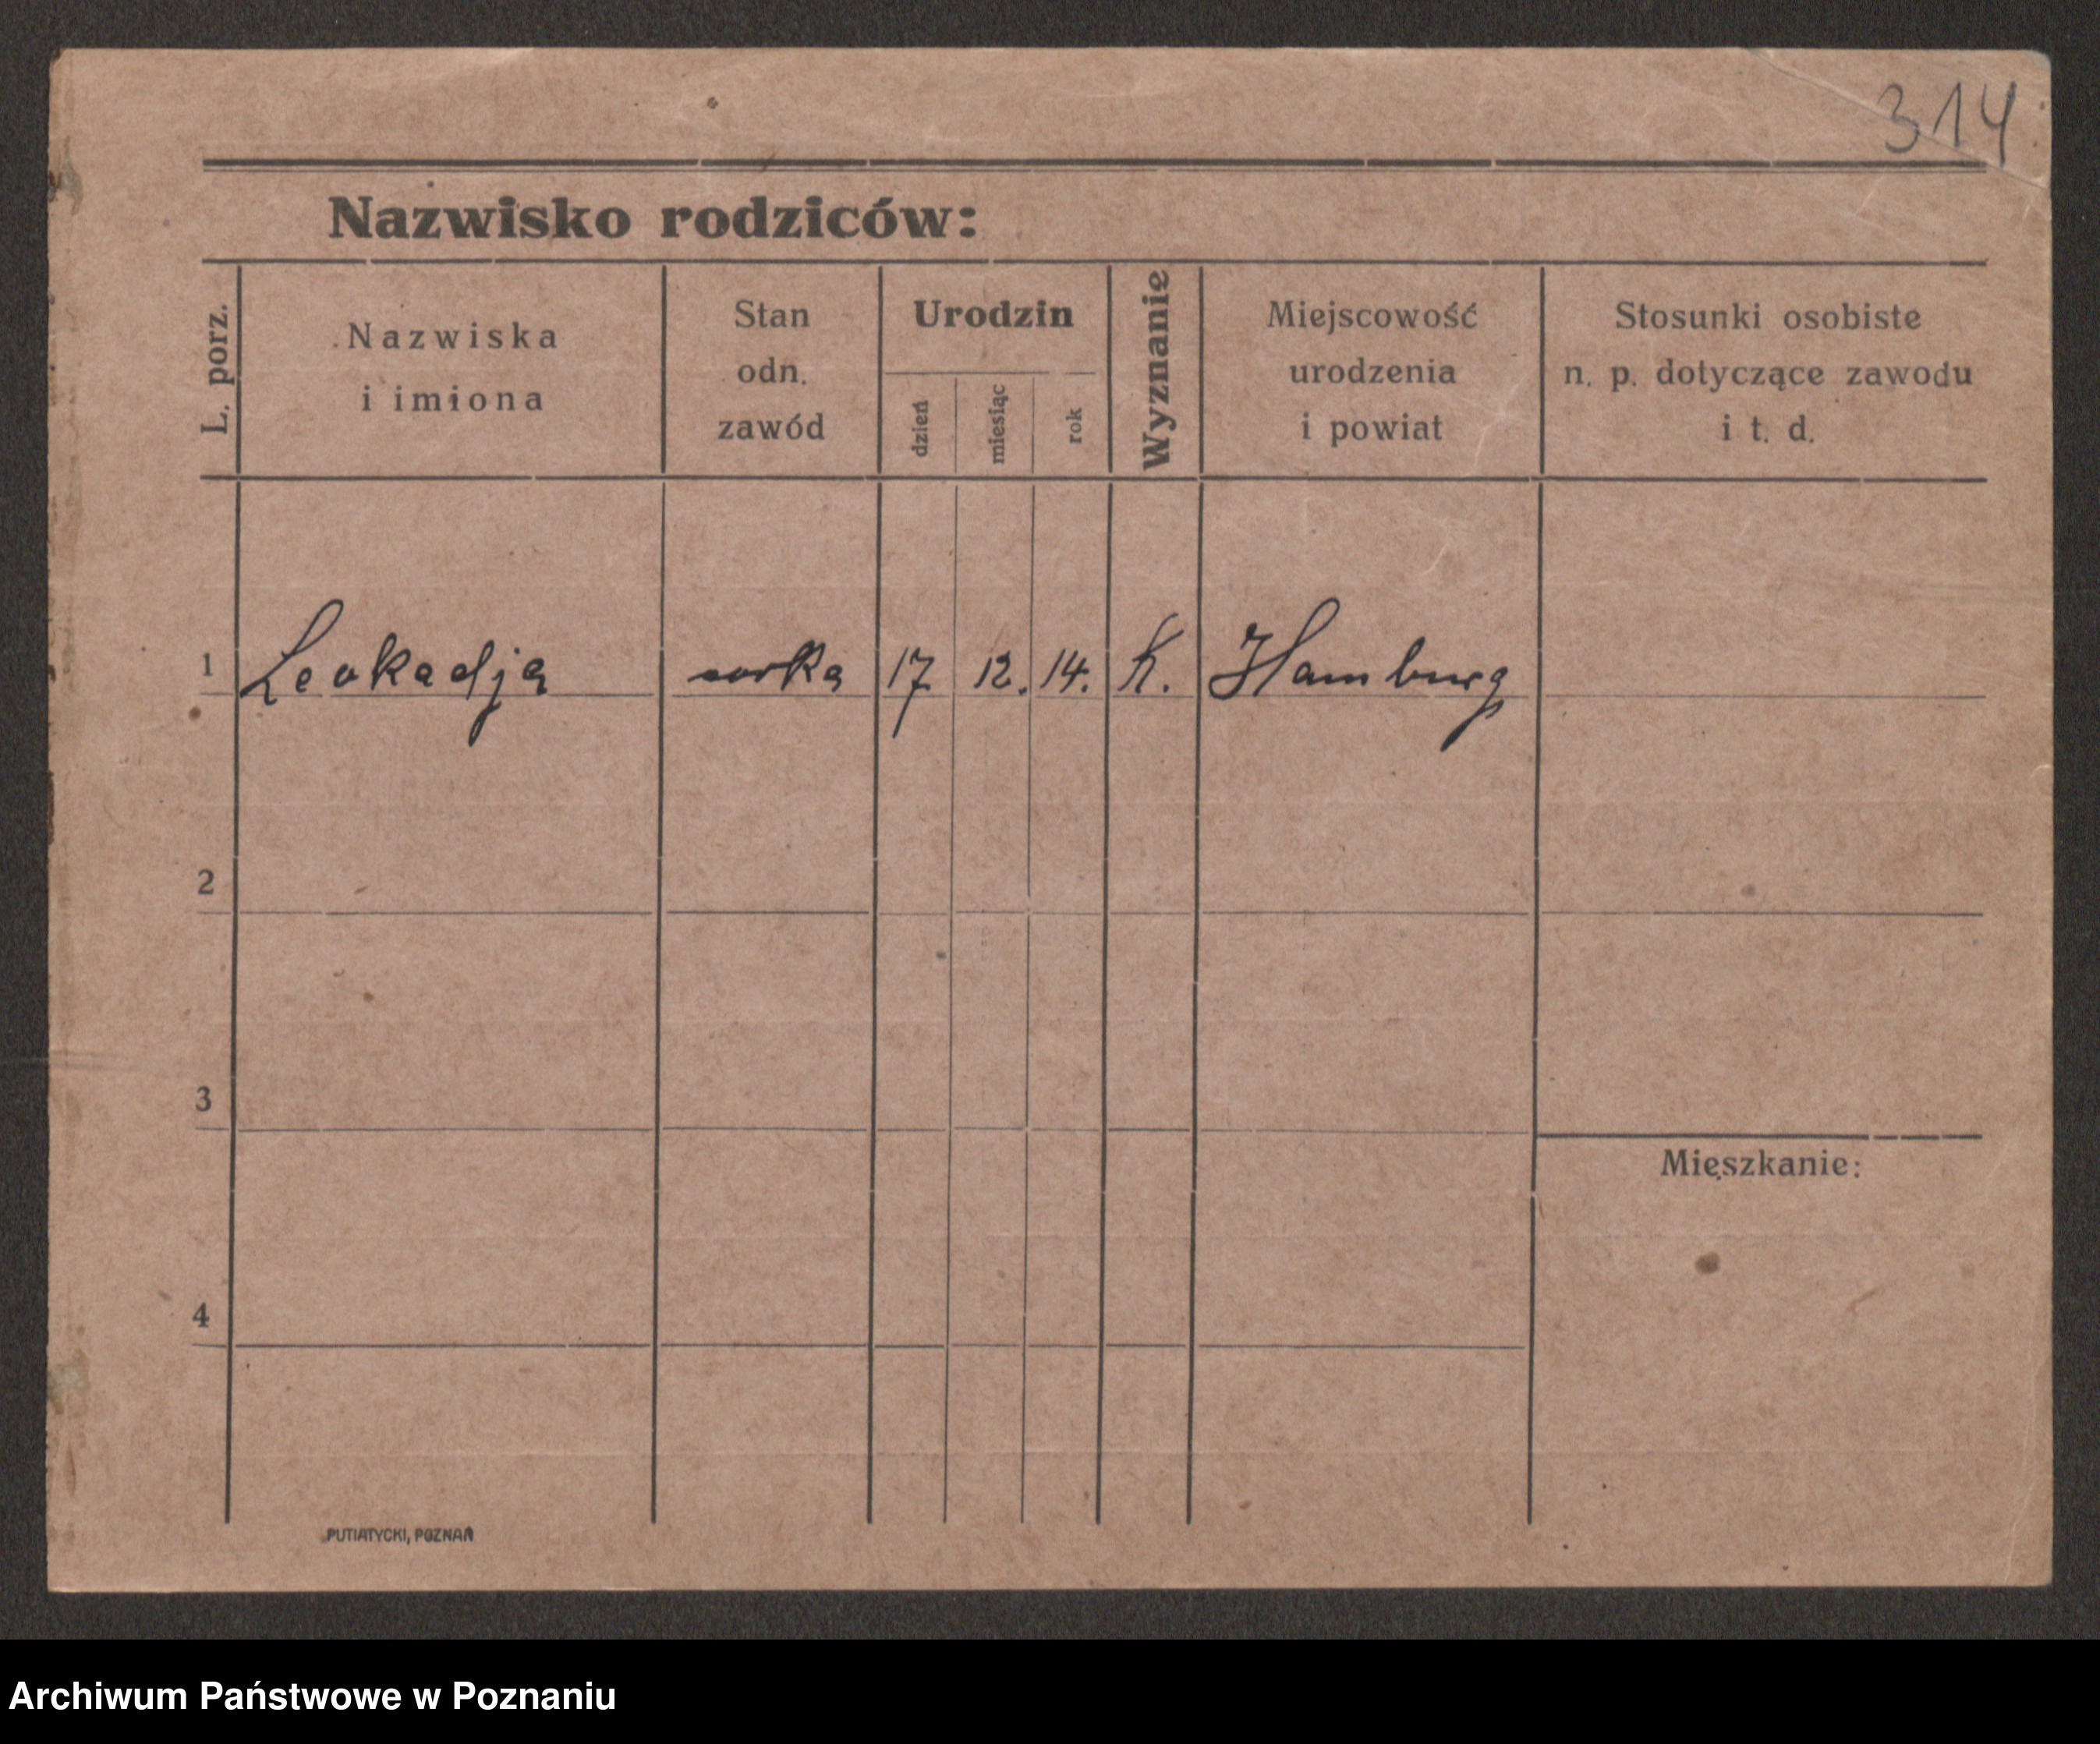 314
Nazwisko rodziców:
L. porz.
Nazwiska
i imiona
Stan
odn.
zawód
Urodzin
dzień
miesiąc
rok
Wyznanie
Miejscowość
urodzenia
i powiat
Stosunki osobiste
n. p. dotyczące zawodu
i t. d.
1 Leokadja corka 17 12. 14. K. Hamburg
2
3
Mieszkanie:
4
PUTIATYCKI, POZNAŃ
Archiwum Państwowe w Poznaniu